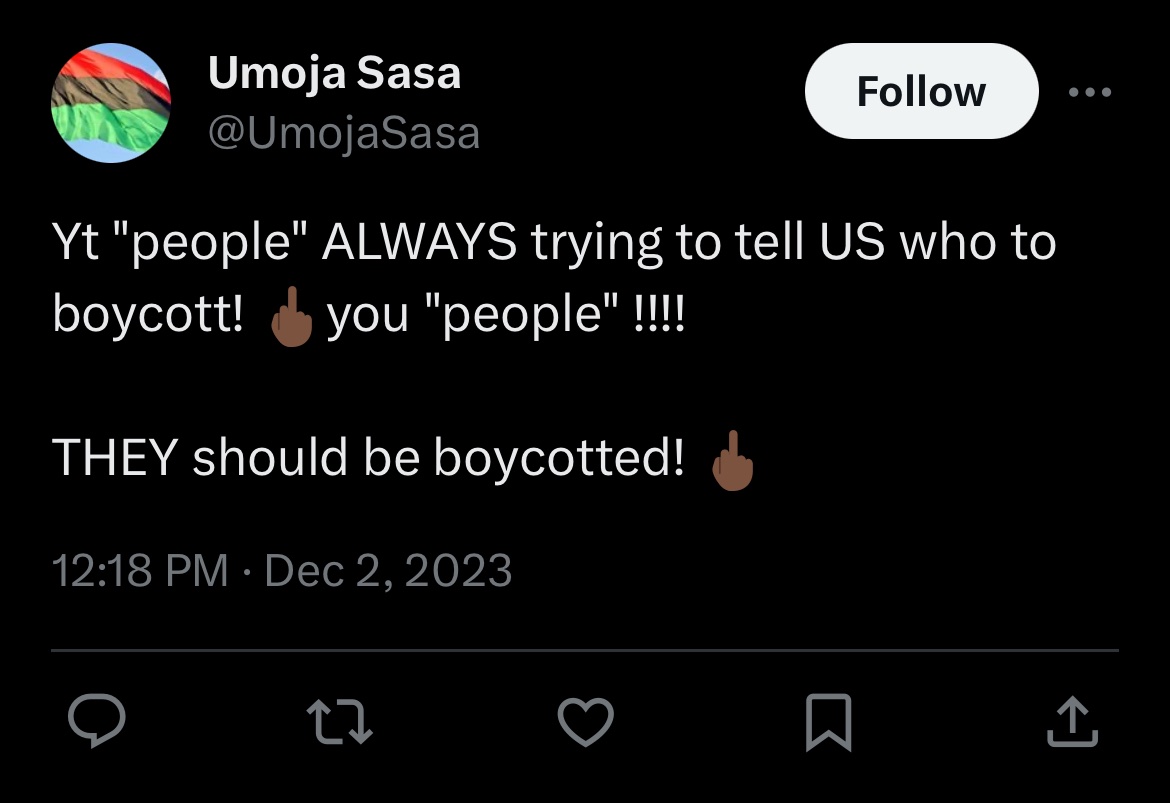 Umoja Sasa
@UmojaSasa
Follow
Yt "people" ALWAYS trying to tell US who to
boycott! 🖕🏾you "people" !!!!
THEY should be boycotted! 🖕🏾
12:18 PM · Dec 2, 2023